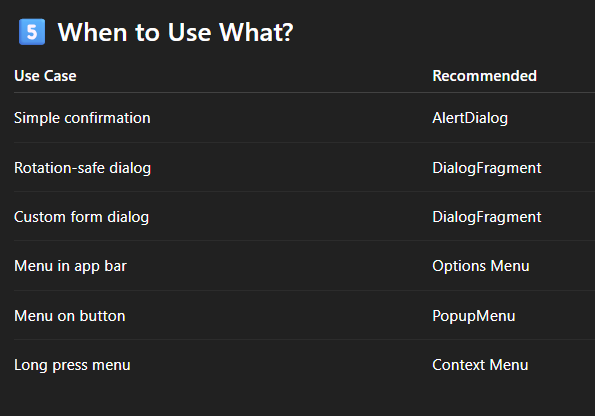 5 When to Use What?
Use Case Recommended
Simple confirmation AlertDialog
Rotation-safe dialog DialogFragment
Custom form dialog DialogFragment
Menu in app bar Options Menu
Menu on button PopupMenu
Long press menu Context Menu